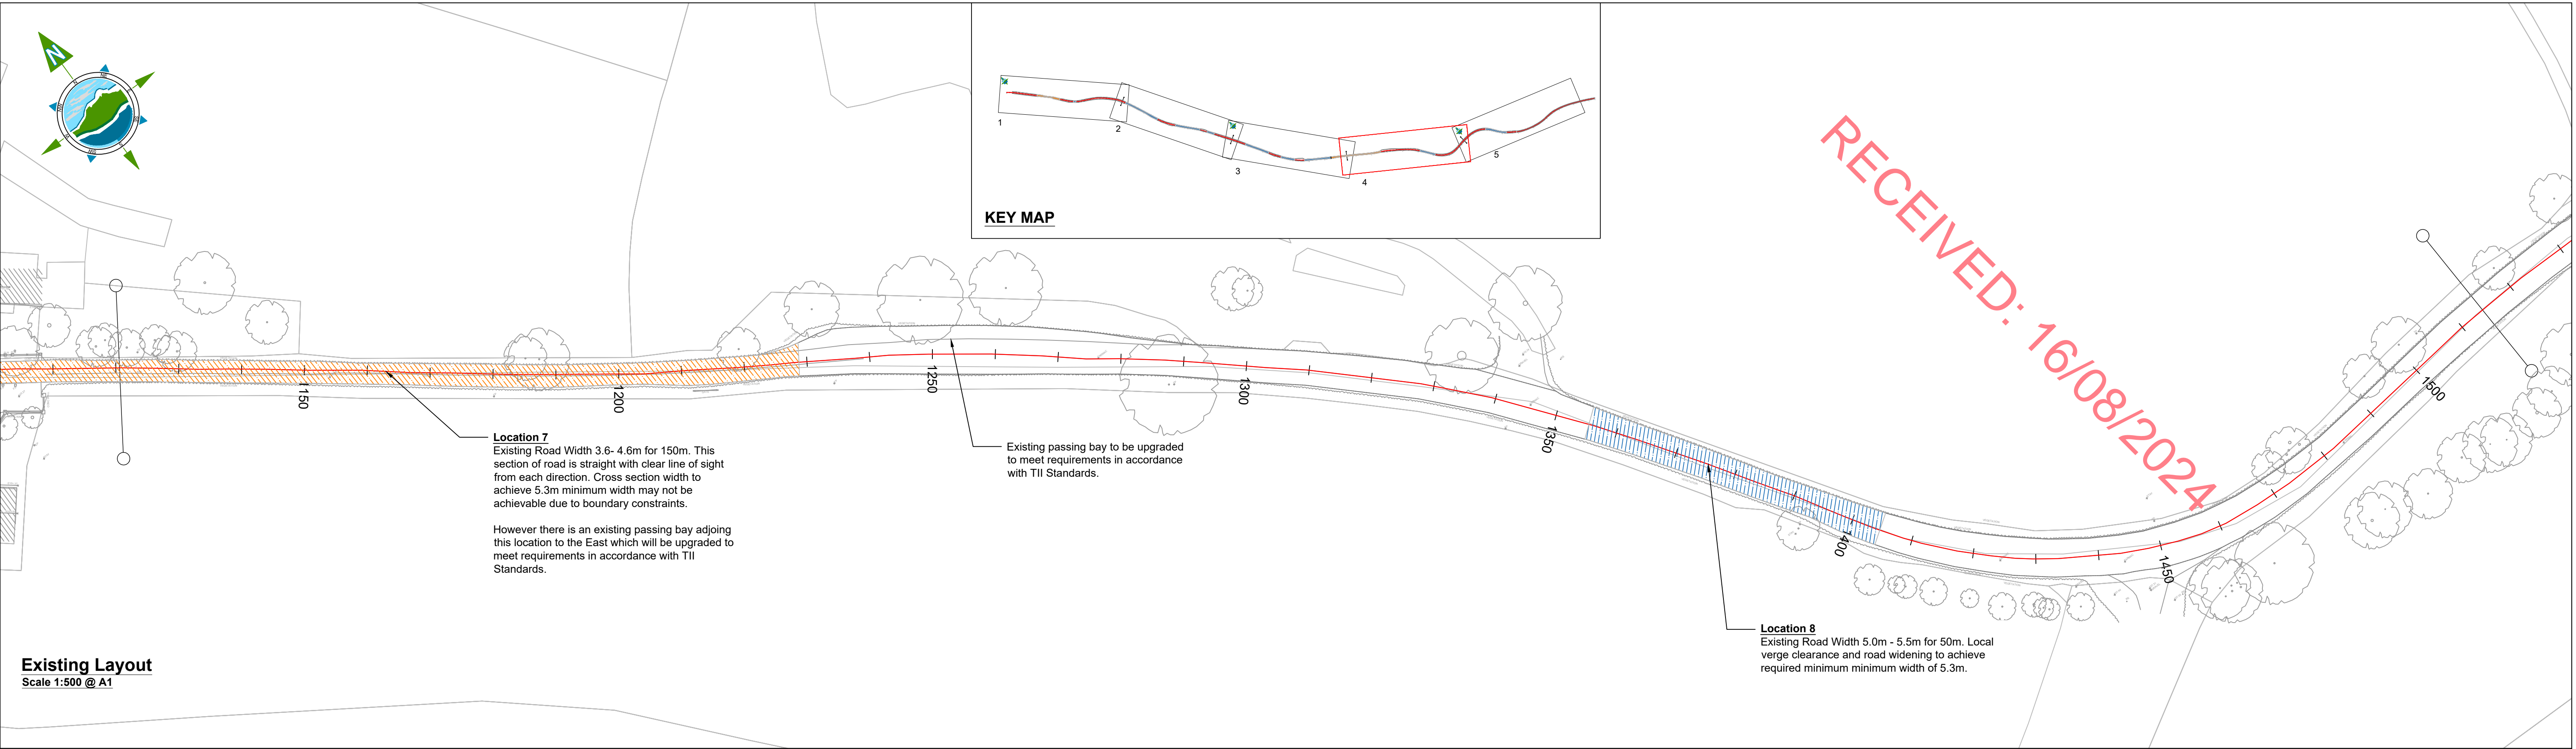 N
1
2
3
4
5
KEY MAP
RECEIVED: 16/08/2024
1150
1200
1250
1300
1350
1400
1450
1500
Location 7
Existing Road Width 3.6- 4.6m for 150m. This
section of road is straight with clear line of sight
from each direction. Cross section width to
achieve 5.3m minimum width may not be
achievable due to boundary constraints.
However there is an existing passing bay adjoing
this location to the East which will be upgraded to
meet requirements in accordance with TII
Standards.
Existing passing bay to be upgraded
to meet requirements in accordance
with TII Standards.
Location 8
Existing Road Width 5.0m - 5.5m for 50m. Local
verge clearance and road widening to achieve
required minimum minimum width of 5.3m.
Existing Layout
Scale 1:500 @ A1